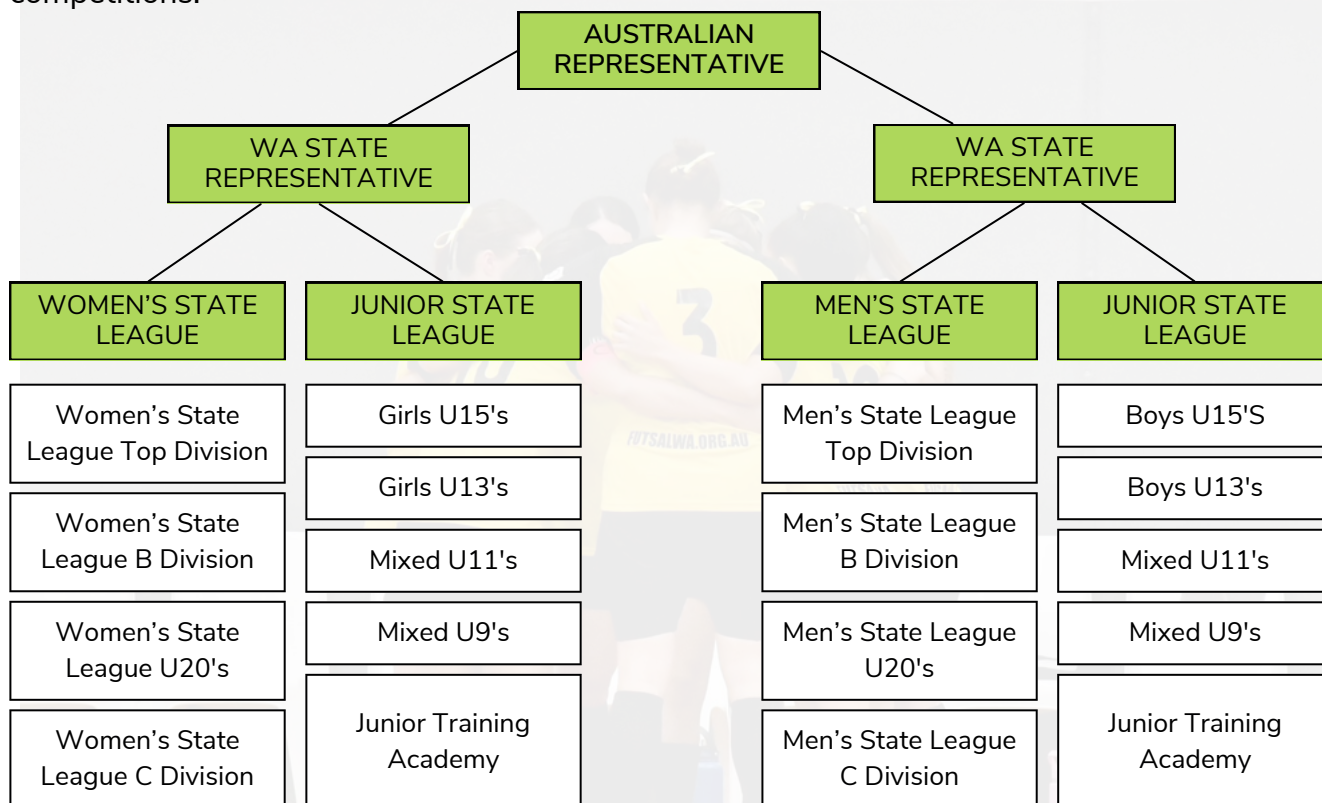 competitions.
AUSTRALIAN
REPRESENTATIVE
WA STATE
REPRESENTATIVE
WA STATE
REPRESENTATIVE
WOMEN'S STATE
LEAGUE
JUNIOR STATE
LEAGUE
MEN'S STATE
LEAGUE
JUNIOR STATE
LEAGUE
Women's State
League Top Division
Women's State
League B Division
Women's State
League U20's
Women's State
League C Division
Girls U15's
Girls U13's
Mixed U11's
Mixed U9's
Junior Training
Academy
Men's State League
Top Division
Men's State League
B Division
Men's State League
U20's
Men's State League
C Division
Boys U15'S
Boys U13's
Mixed U11's
Mixed U9's
Junior Training
Academy
3
FUTSALWA.ORG.AU